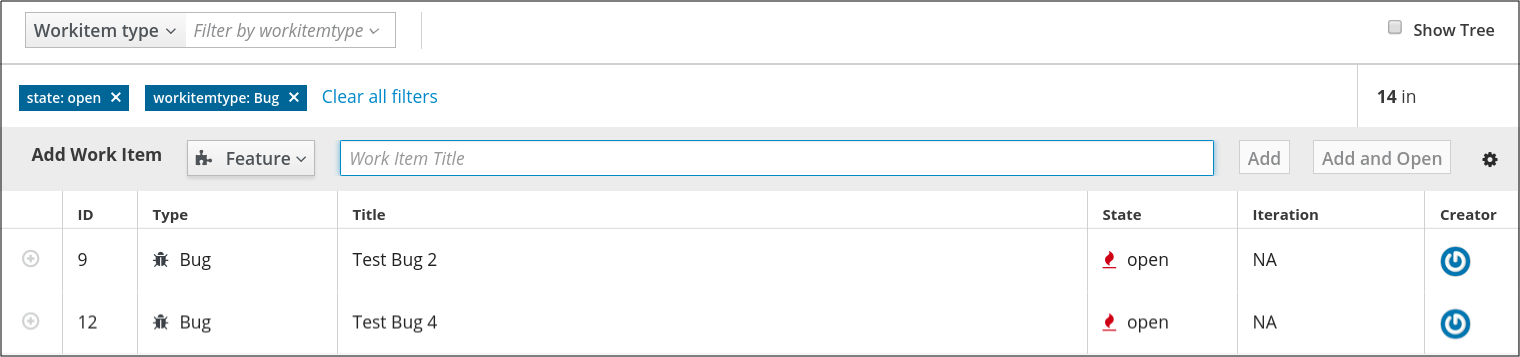 Workitem type Filter by workitemtype Show Tree
state: open × workitemtype: Bug × Clear all filters 14 in
Add Work Item Feature Work Item Title Add Add and Open
ID Type Title State Iteration Creator
9 Bug Test Bug 2 open NA
12 Bug Test Bug 4 open NA